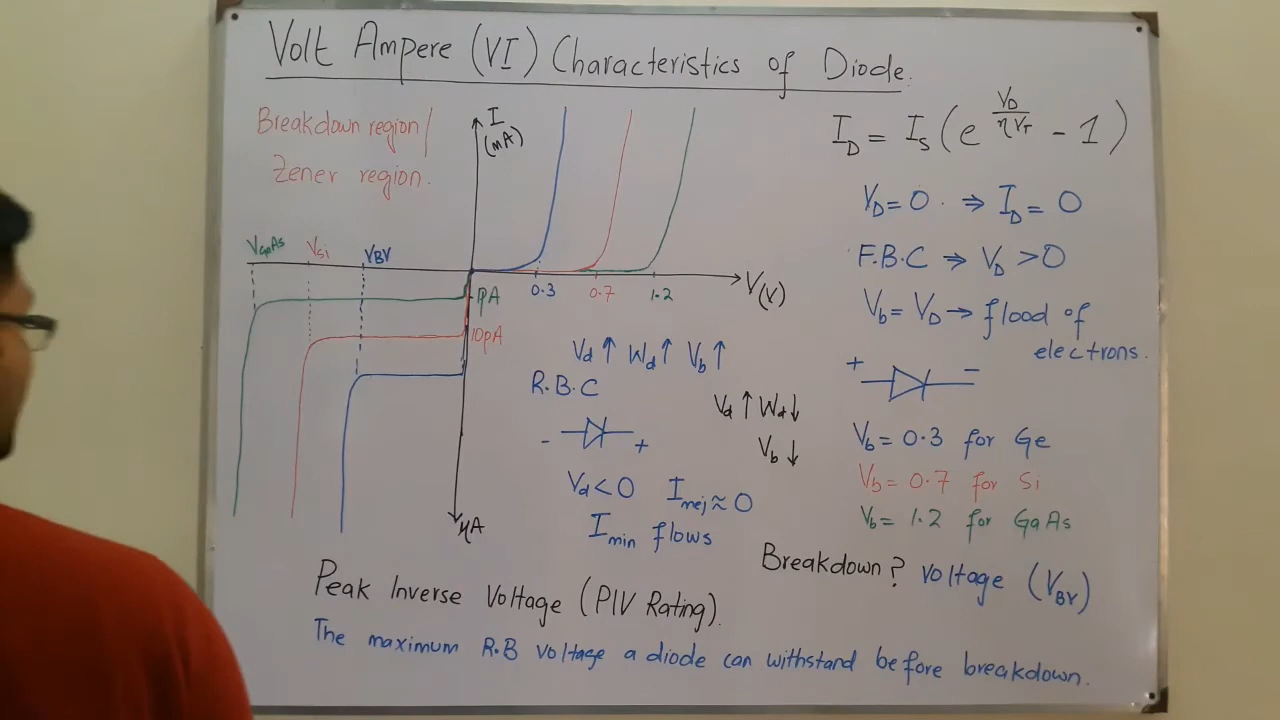 Volt Ampere (VI) Characteristics of Diode.
Breakdown region/
Zener region.
I
(mA)
V_GaAs
V_Si
V_BV
0.3
0.7
1.2
V(V)
1pA
10pA
μA
V_d ↑ W_d ↑ V_b ↑
R.B.C
V_d ↑ W_d ↓
V_b ↓
- +
V_d < 0 I_mej ≈ 0
I_min flows
I_D = I_S (e^(V_D/ηV_T) - 1)
V_D = 0. ⇒ I_D = 0
F.B.C ⇒ V_D > 0
V_b = V_D → flood of
electrons.
+ -
V_b = 0.3 for Ge
V_b = 0.7 for Si
V_b = 1.2 for GaAs
Breakdown? Voltage (V_BV)
Peak Inverse Voltage (PIV Rating).
The maximum R.B voltage a diode can withstand before breakdown.